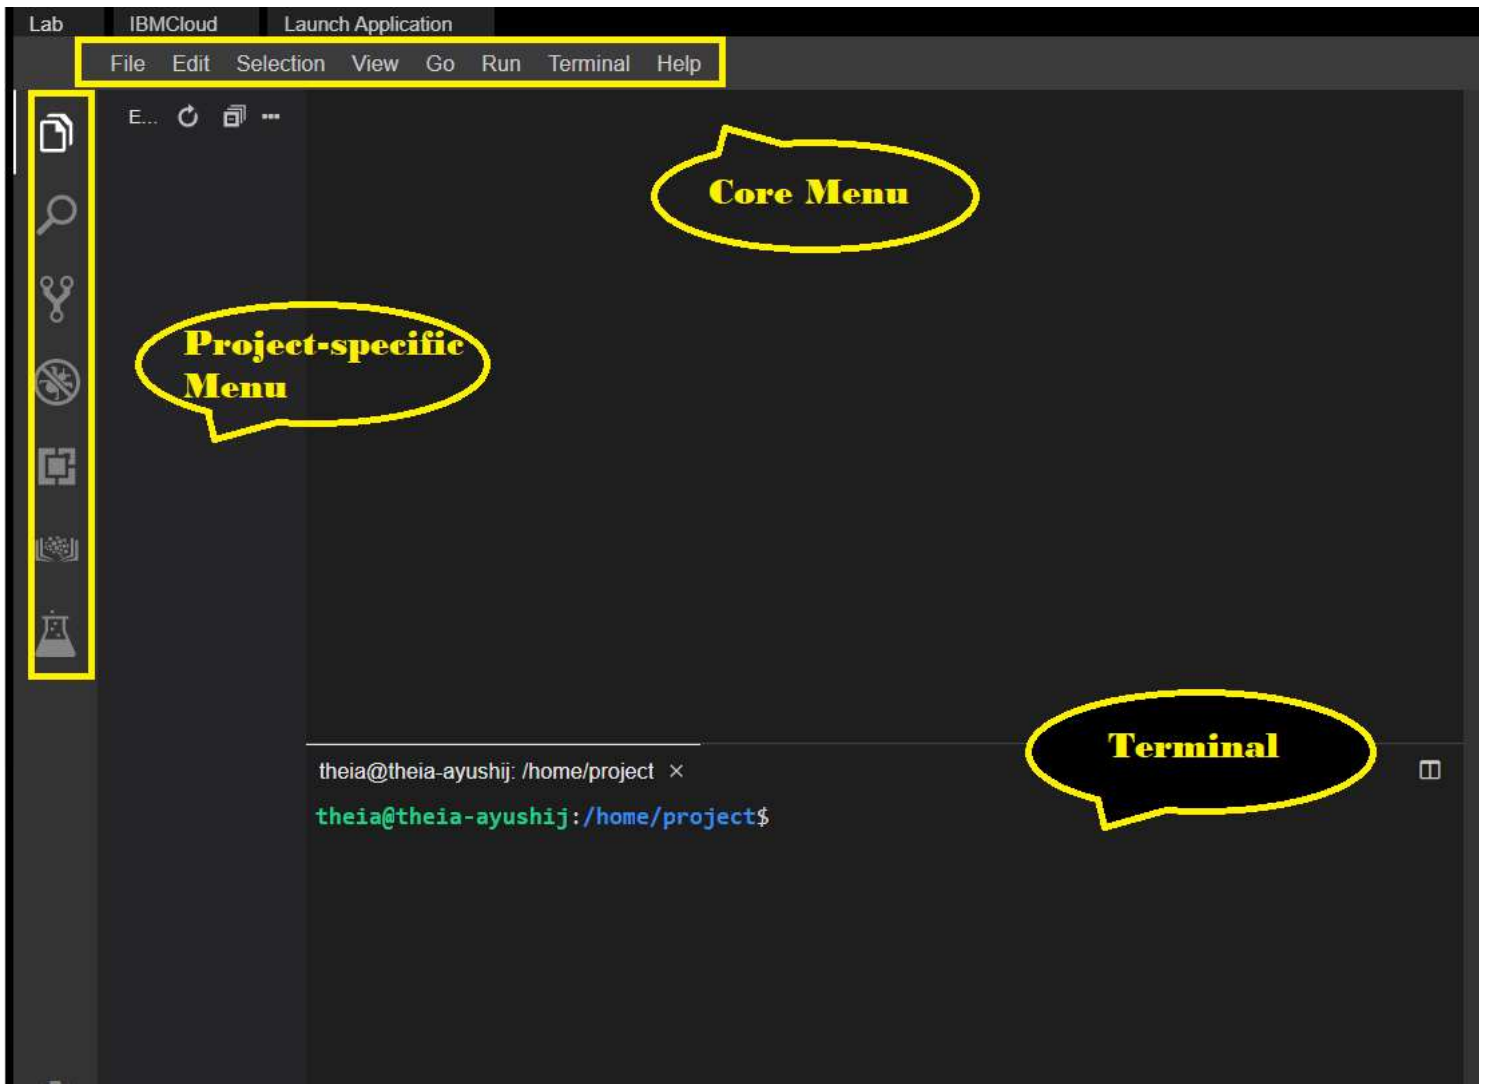 Lab IBMCloud Launch Application
File Edit Selection View Go Run Terminal Help
E...
Core Menu
Project-specific
Menu
Terminal
theia@theia-ayushij: /home/project ×
theia@theia-ayushij:/home/project$